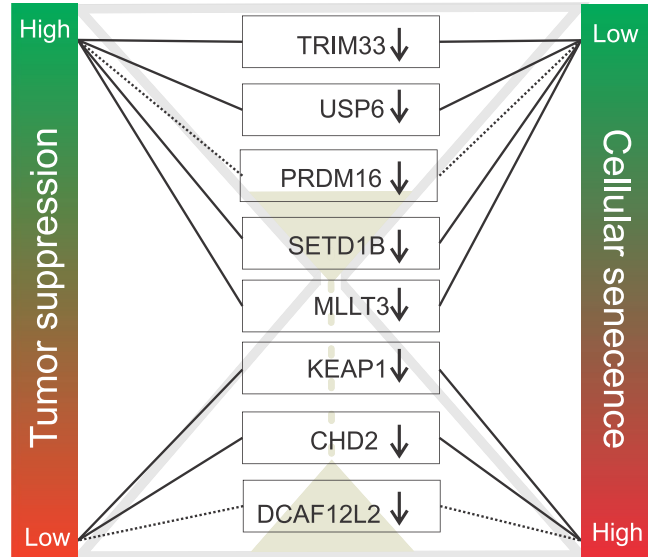 High
Low
TRIM33 ↓
USP6 ↓
PRDM16 ↓
SETD1B ↓
MLLT3 ↓
KEAP1 ↓
CHD2 ↓
DCAF12L2 ↓
Tumor suppression
Cellular senecence
Low
High